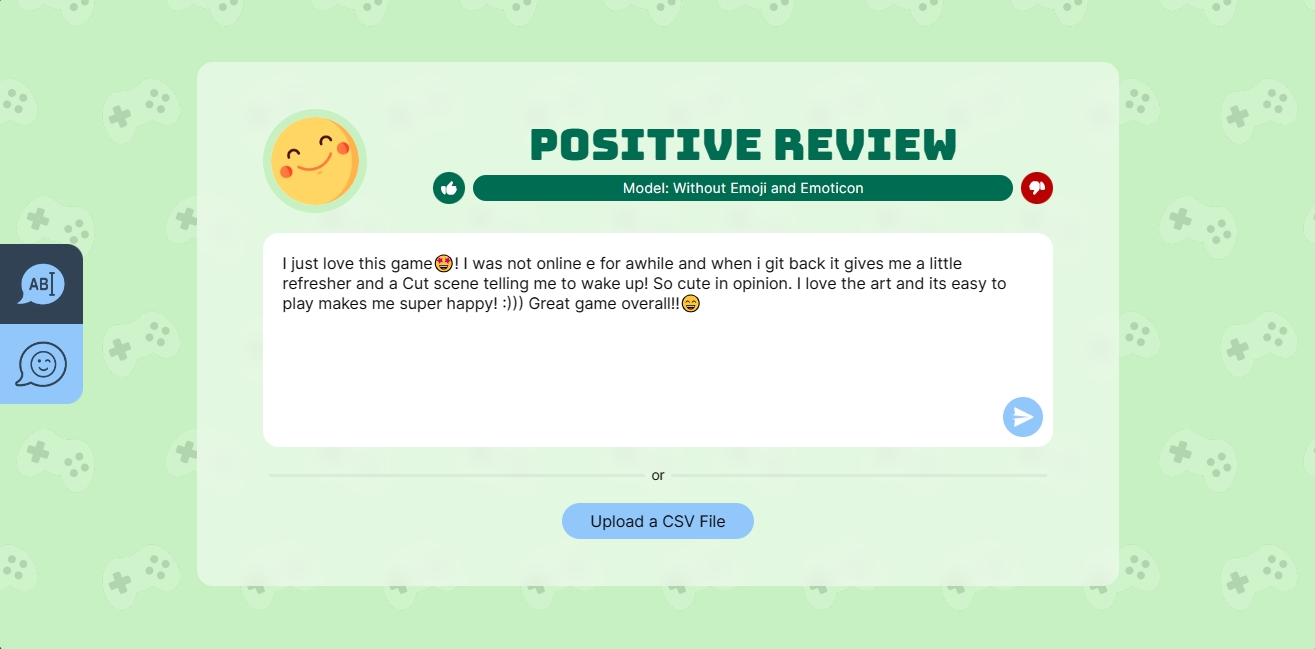 POSITIVE REVIEW
Model: Without Emoji and Emoticon
AB
I just love this game🤩! I was not online e for awhile and when i git back it gives me a little
refresher and a Cut scene telling me to wake up! So cute in opinion. I love the art and its easy to
play makes me super happy! :))) Great game overall!!😄
or
Upload a CSV File